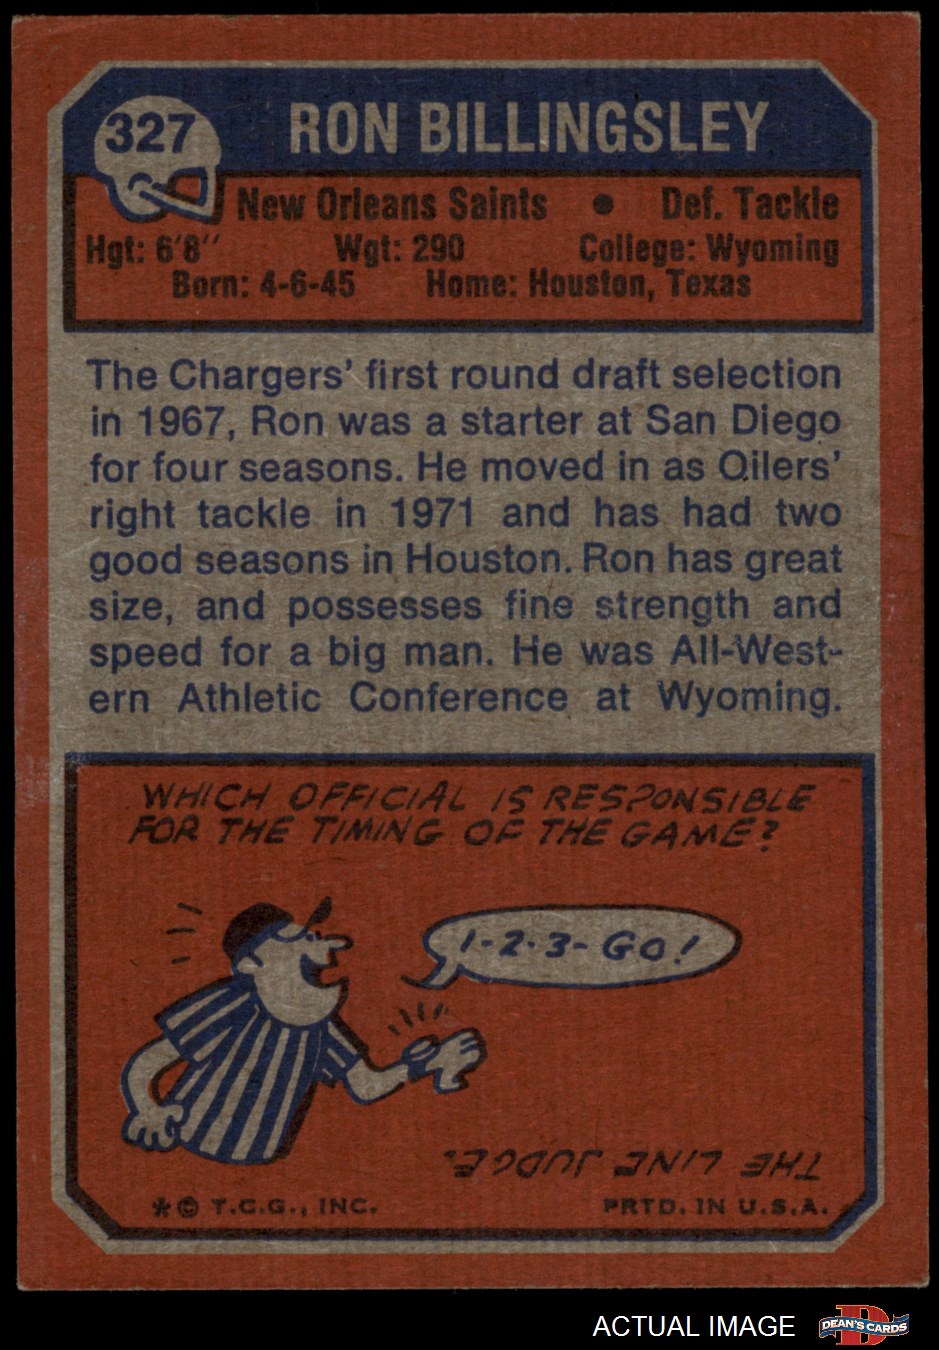 327
RON BILLINGSLEY
New Orleans Saints • Def. Tackle
Hgt: 6'8" Wgt: 290 College: Wyoming
Born: 4-6-45 Home: Houston, Texas
The Chargers' first round draft selection
in 1967, Ron was a starter at San Diego
for four seasons. He moved in as Oilers'
right tackle in 1971 and has had two
good seasons in Houston. Ron has great
size, and possesses fine strength and
speed for a big man. He was All-West-
ern Athletic Conference at Wyoming.
WHICH OFFICIAL IS RESPONSIBLE
FOR THE TIMING OF THE GAME?
1-2-3-GO!
THE LINE JUDGE.
*© T.C.G., INC. PRTD. IN U.S.A.
ACTUAL IMAGE
DEAN'S CARDS